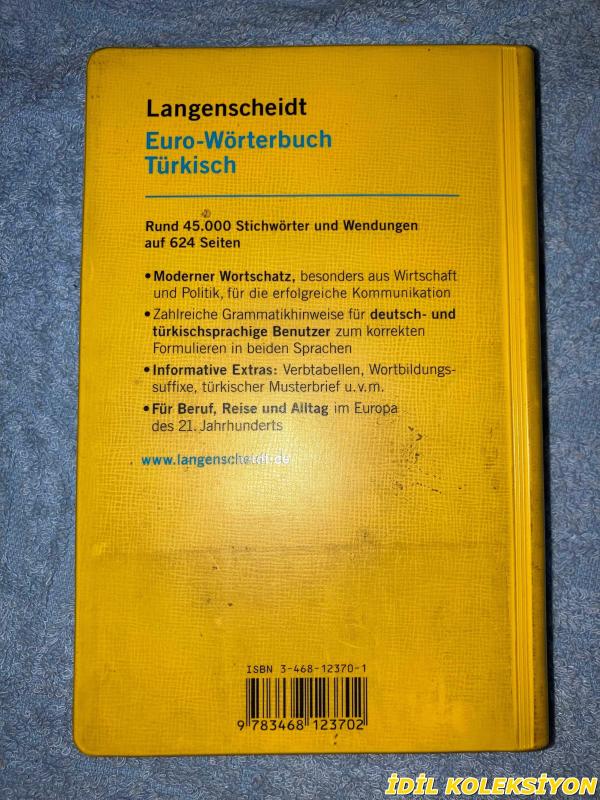 Langenscheidt
Euro-Wörterbuch
Türkisch
Rund 45.000 Stichwörter und Wendungen
auf 624 Seiten
• Moderner Wortschatz, besonders aus Wirtschaft
und Politik, für die erfolgreiche Kommunikation
• Zahlreiche Grammatikhinweise für deutsch- und
türkischsprachige Benutzer zum korrekten
Formulieren in beiden Sprachen
• Informative Extras: Verbtabellen, Wortbildungs-
suffixe, türkischer Musterbrief u.v.m.
• Für Beruf, Reise und Alltag im Europa
des 21. Jahrhunderts
www.langenscheidt.de
ISBN 3-468-12370-1
9 783468 123702
İDİL KOLEKSİYON